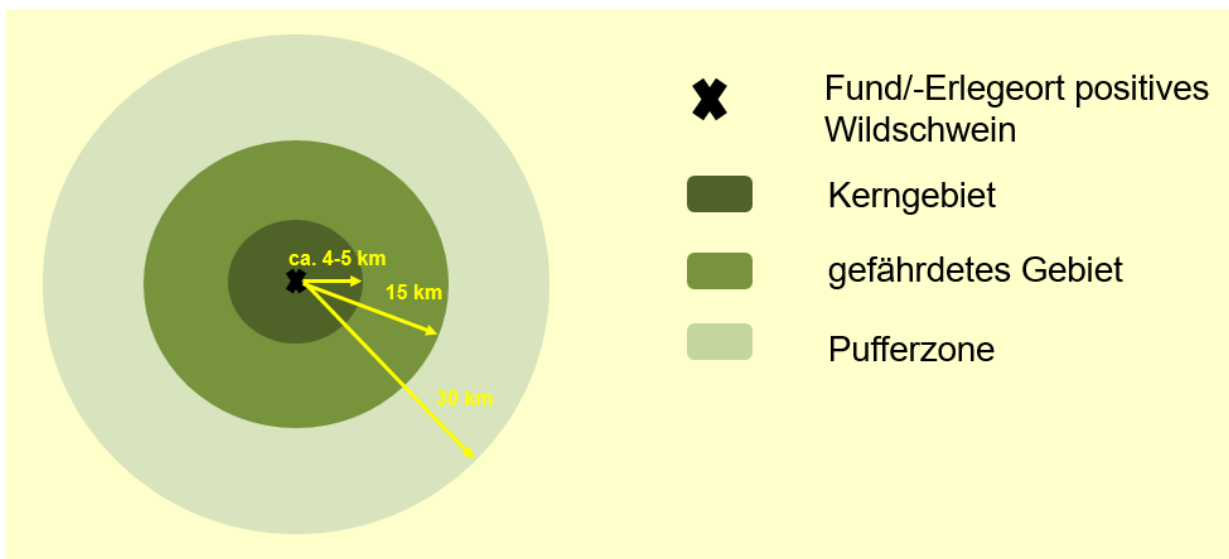 ca. 4-5 km
15 km
30 km
Fund/-Erlegeort positives
Wildschwein
Kerngebiet
gefährdetes Gebiet
Pufferzone